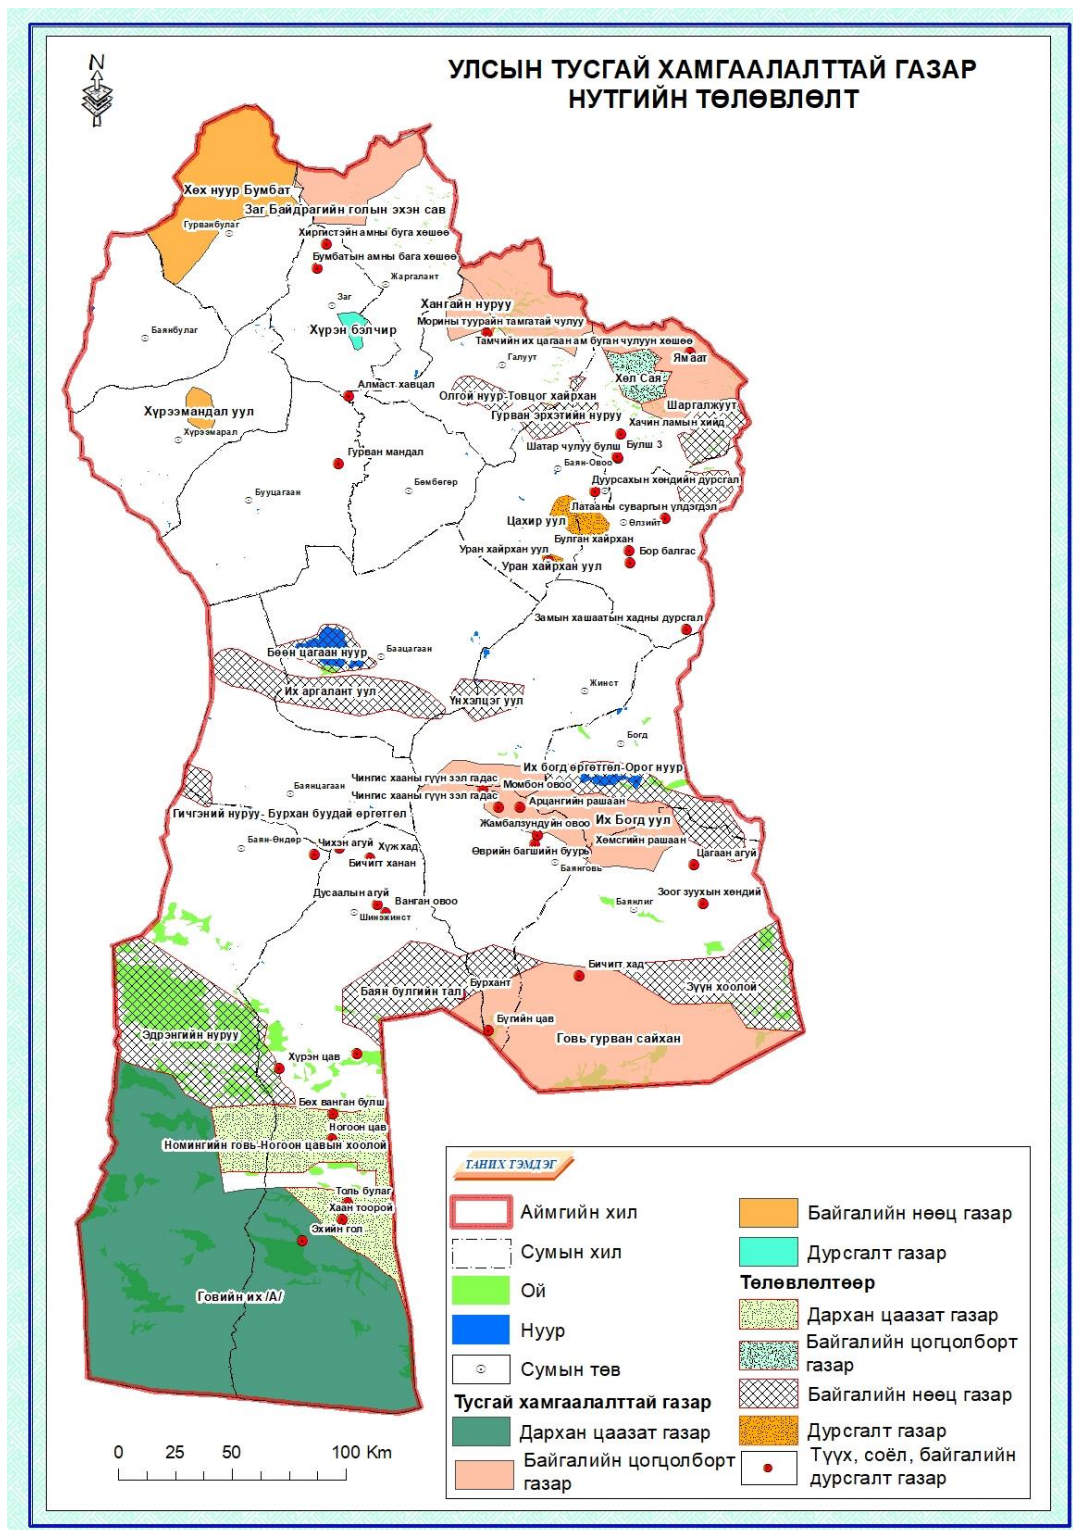 УЛСЫН ТУСГАЙ ХАМГААЛАЛТТАЙ ГАЗАР
НУТГИЙН ТӨЛӨВЛӨЛТ
N
Хөх нуур Бумбат
Заг Байдрагийн голын эхэн сав
Гурванбулаг
Хиргистэйн амны буга хөшөө
Бумбатын амны бага хөшөө
Жаргалант
Заг
Хангайн нуруу
Морины туурайн тамгатай чулуу
Хүрэн бэлчир
Тамчийн их цагаан ам буган чулуун хөшөө
Баянбулаг
Ямаат
Галуут
Хөл Сая
Алмаст хавцал
Олгой нуур-Товцог хайрхан
Шаргалжуут
Хүрээмандал уул
Гурван эрхэтийн нуруу
Хачин ламын хийд
Хүрээмарал
Шатар чулуу булш
Булш 3
Гурван мандал
Баян-Овоо
Бөмбөгөр
Дуурсахын хөндийн дурсгал
Бууцагаан
Латааны суваргын үлдэгдэл
Цахир уул
Өлзийт
Булган хайрхан
Уран хайрхан уул
Бор балгас
Уран хайрхан уул
Замын хашаатын хадны дурсгал
Бөөн цагаан нуур
Баацагаан
Их аргалант уул
Жинст
Үнхэлцэг уул
Богд
Их богд өргөтгөл-Орог нуур
Чингис хааны гүүн зэл гадас
Момбон овоо
Баянцагаан
Чингис хааны гүүн зэл гадас
Арцангийн рашаан
Гичгэний нуруу- Бурхан буудай өргөтгөл
Жамбалзундуйн овоо
Их Богд уул
Баян-Өндөр
Чихэн агуй
Хүж хад
Хөмсгийн рашаан
Өврийн багшийн буурь
Цагаан агуй
Бичигт ханан
Баянговь
Дусаалын агуй
Ванган овоо
Зоог зуухын хөндий
Шинэжинст
Баянлиг
Бичигт хад
Баян булгийн тал
Бурхант
Зүүн хоолой
Бүгийн цав
Эдрэнгийн нуруу
Говь гурван сайхан
Хүрэн цав
Бөх ванган булш
Ногоон цав
Номингийн говь-Ногоон цавын хоолой
Толь булаг
Хаан тоорой
Эхийн гол
Говийн их /А/
ТАНИХ ТЭМДЭГ
Аймгийн хил
Сумын хил
Ой
Нуур
Сумын төв
Тусгай хамгаалалттай газар
Дархан цаазат газар
Байгалийн цогцолборт
газар
Байгалийн нөөц газар
Дурсгалт газар
Төлөвлөлтөөр
Дархан цаазат газар
Байгалийн цогцолборт
газар
Байгалийн нөөц газар
Дурсгалт газар
Түүх, соёл, байгалийн
дурсгалт газар
0 25 50 100 Km